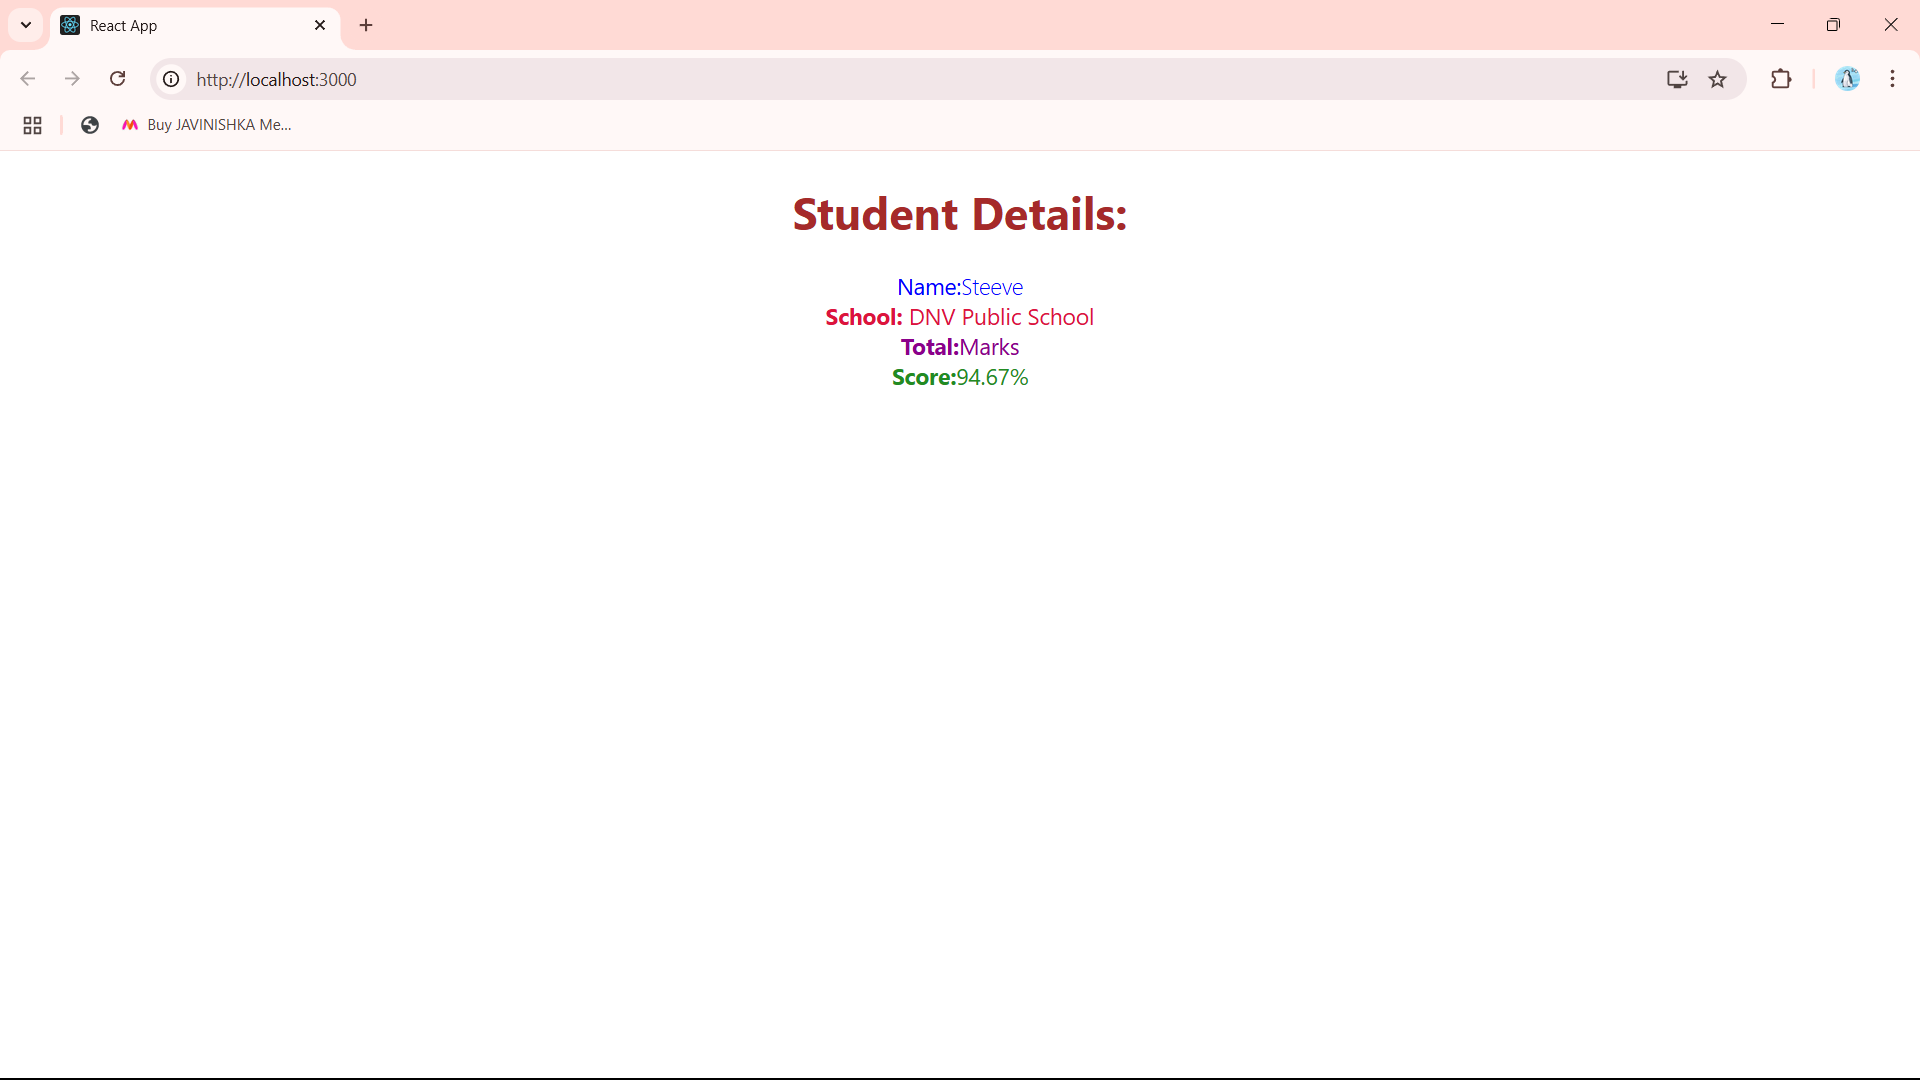 React App
http://localhost:3000
Buy JAVINISHKA Me...
Student Details:
Name:Steeve
School: DNV Public School
Total:Marks
Score:94.67%